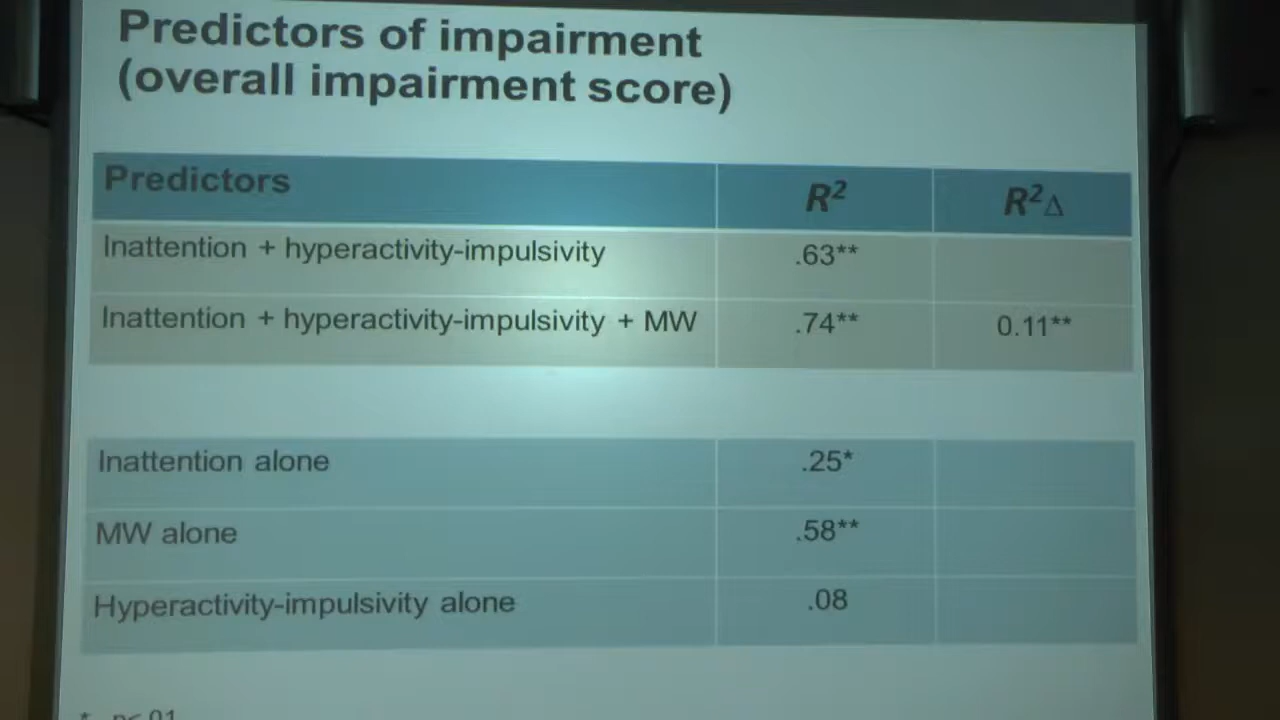 Predictors of impairment
(overall impairment score)
Predictors R² R²Δ
Inattention + hyperactivity-impulsivity .63**
Inattention + hyperactivity-impulsivity + MW .74** 0.11**
Inattention alone .25*
MW alone .58**
Hyperactivity-impulsivity alone .08
* p<.01